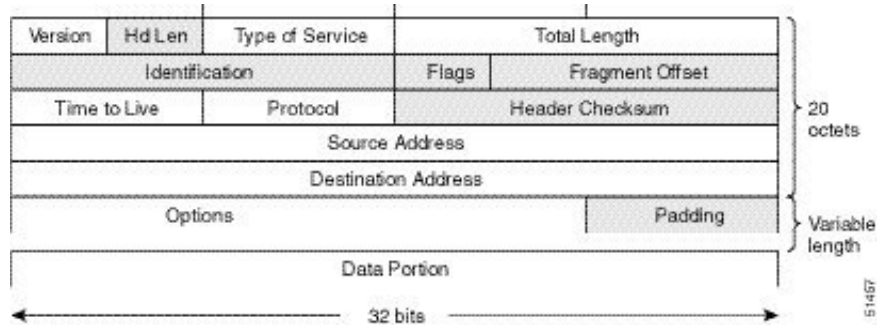 Version Hd Len Type of Service Total Length
Identification Flags Fragment Offset
Time to Live Protocol Header Checksum
20
octets
Source Address
Destination Address
Options Padding
Variable
length
Data Portion
32 bits
51457